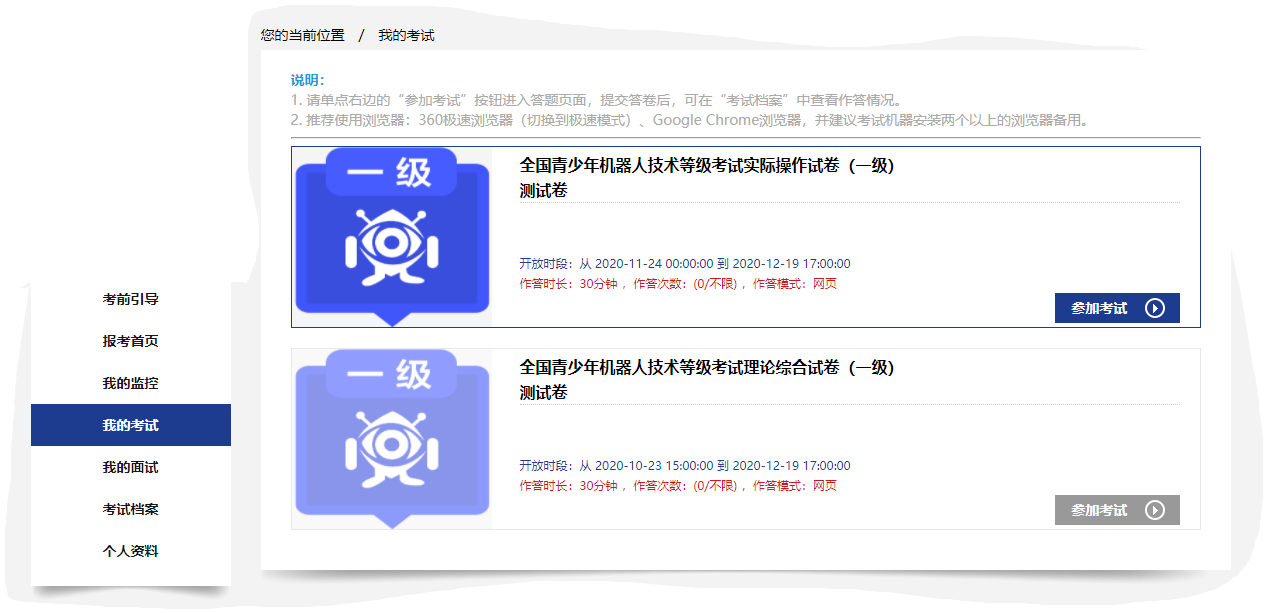 您的当前位置 / 我的考试
说明：
1. 请单点右边的“参加考试”按钮进入答题页面，提交答卷后，可在“考试档案”中查看作答情况。
2. 推荐使用浏览器：360极速浏览器（切换到极速模式）、Google Chrome浏览器，并建议考试机器安装两个以上的浏览器备用。
一 级
全国青少年机器人技术等级考试实际操作试卷（一级）
测试卷
开放时段：从 2020-11-24 00:00:00 到 2020-12-19 17:00:00
作答时长：30分钟 ，作答次数：(0/不限) ，作答模式：网页
参加考试
一 级
全国青少年机器人技术等级考试理论综合试卷（一级）
测试卷
开放时段：从 2020-10-23 15:00:00 到 2020-12-19 17:00:00
作答时长：30分钟 ，作答次数：(0/不限) ，作答模式：网页
参加考试
考前引导
报考首页
我的监控
我的考试
我的面试
考试档案
个人资料